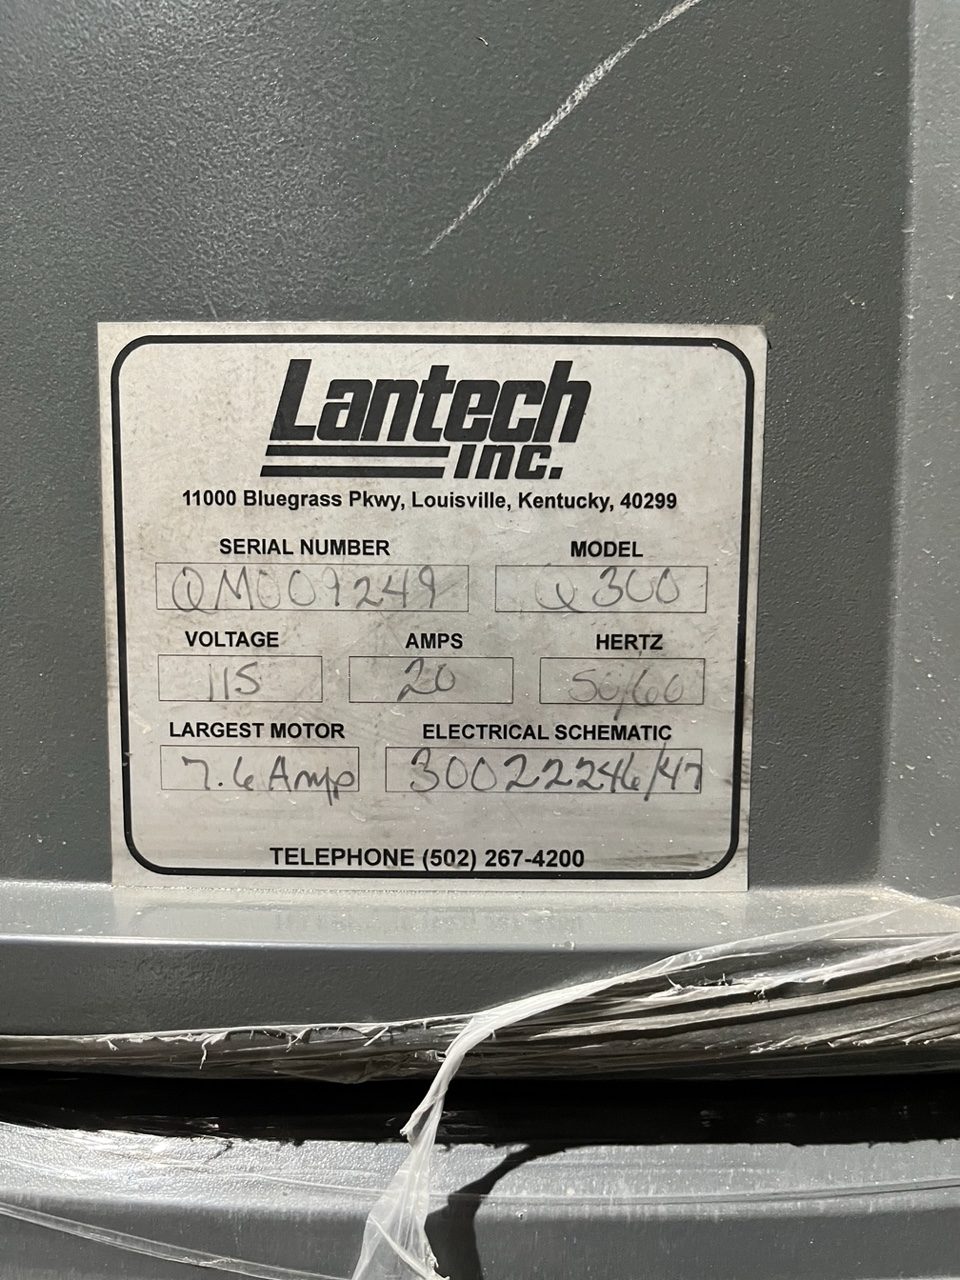 Lantech
inc.
11000 Bluegrass Pkwy, Louisville, Kentucky, 40299
SERIAL NUMBER MODEL
QM009249 Q300
VOLTAGE AMPS HERTZ
115 20 50/60
LARGEST MOTOR ELECTRICAL SCHEMATIC
7.6 Amp 30022246/47
TELEPHONE (502) 267-4200